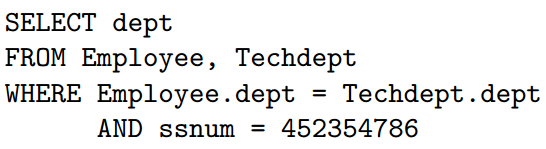 SELECT dept
FROM Employee, Techdept
WHERE Employee.dept = Techdept.dept
AND ssnum = 452354786